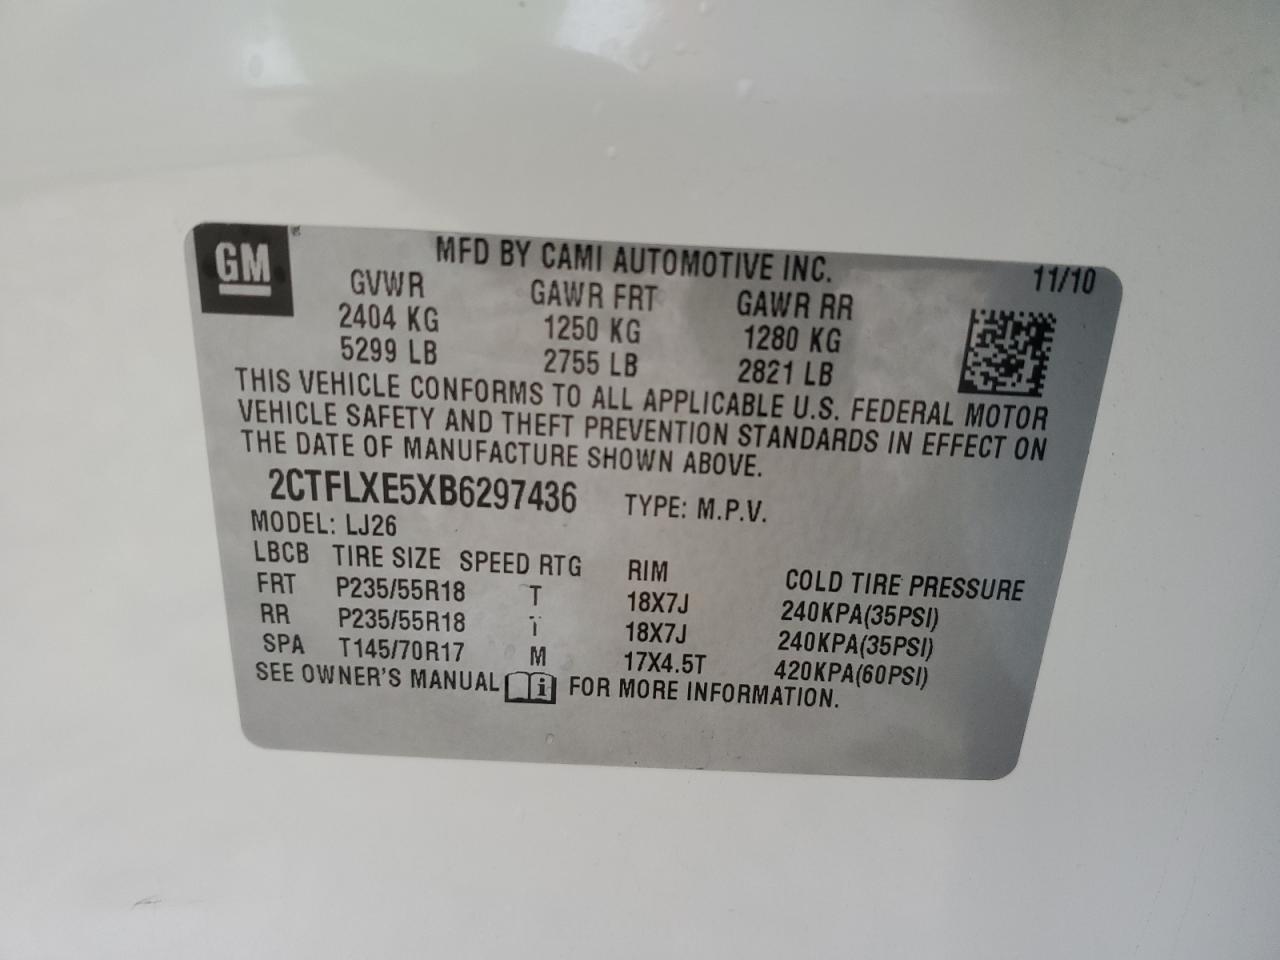 GM
MFD BY CAMI AUTOMOTIVE INC. 11/10
GVWR GAWR FRT GAWR RR
2404 KG 1250 KG 1280 KG
5299 LB 2755 LB 2821 LB
THIS VEHICLE CONFORMS TO ALL APPLICABLE U.S. FEDERAL MOTOR
VEHICLE SAFETY AND THEFT PREVENTION STANDARDS IN EFFECT ON
THE DATE OF MANUFACTURE SHOWN ABOVE.
2CTFLXE5XB6297436 TYPE: M.P.V.
MODEL: LJ26
LBCB TIRE SIZE SPEED RTG RIM COLD TIRE PRESSURE
FRT P235/55R18 T 18X7J 240KPA(35PSI)
RR P235/55R18 T 18X7J 240KPA(35PSI)
SPA T145/70R17 M 17X4.5T 420KPA(60PSI)
SEE OWNER'S MANUAL i FOR MORE INFORMATION.